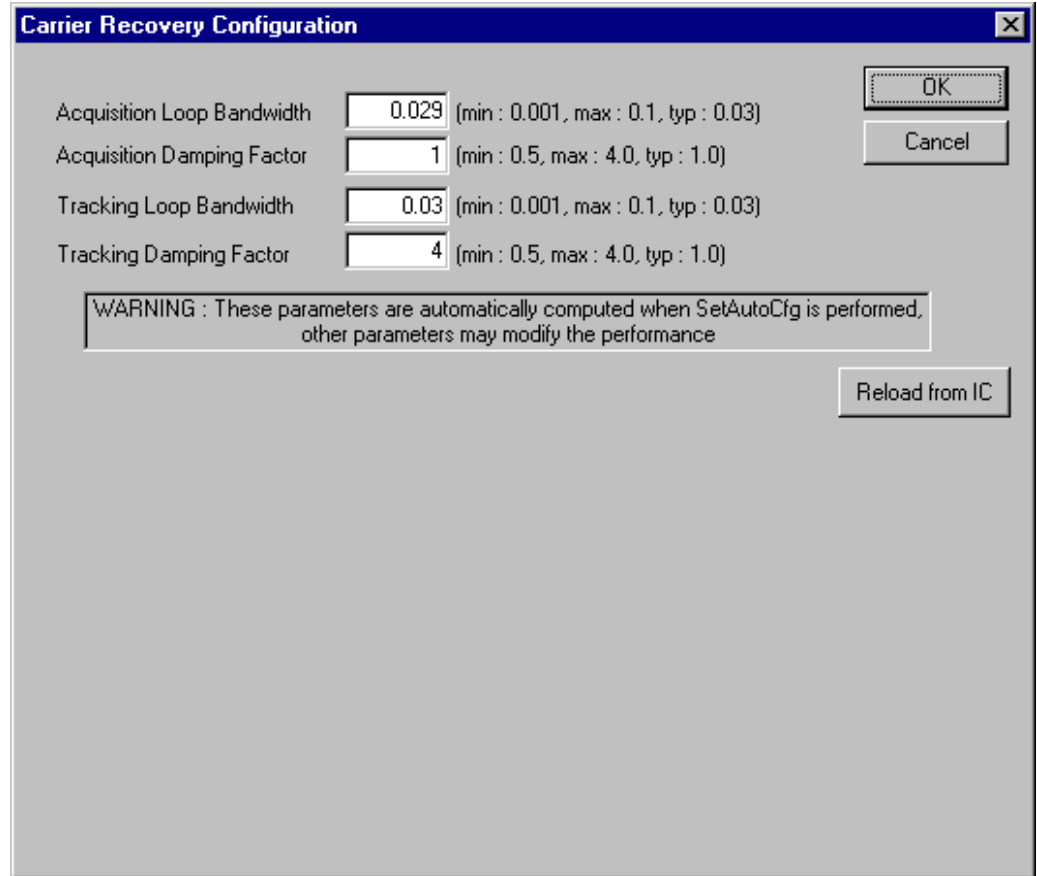 Carrier Recovery Configuration
OK
Acquisition Loop Bandwidth 0.029 (min : 0.001, max : 0.1, typ : 0.03)
Cancel
Acquisition Damping Factor 1 (min : 0.5, max : 4.0, typ : 1.0)
Tracking Loop Bandwidth 0.03 (min : 0.001, max : 0.1, typ : 0.03)
Tracking Damping Factor 4 (min : 0.5, max : 4.0, typ : 1.0)
WARNING : These parameters are automatically computed when SetAutoCfg is performed,
other parameters may modify the performance
Reload from IC